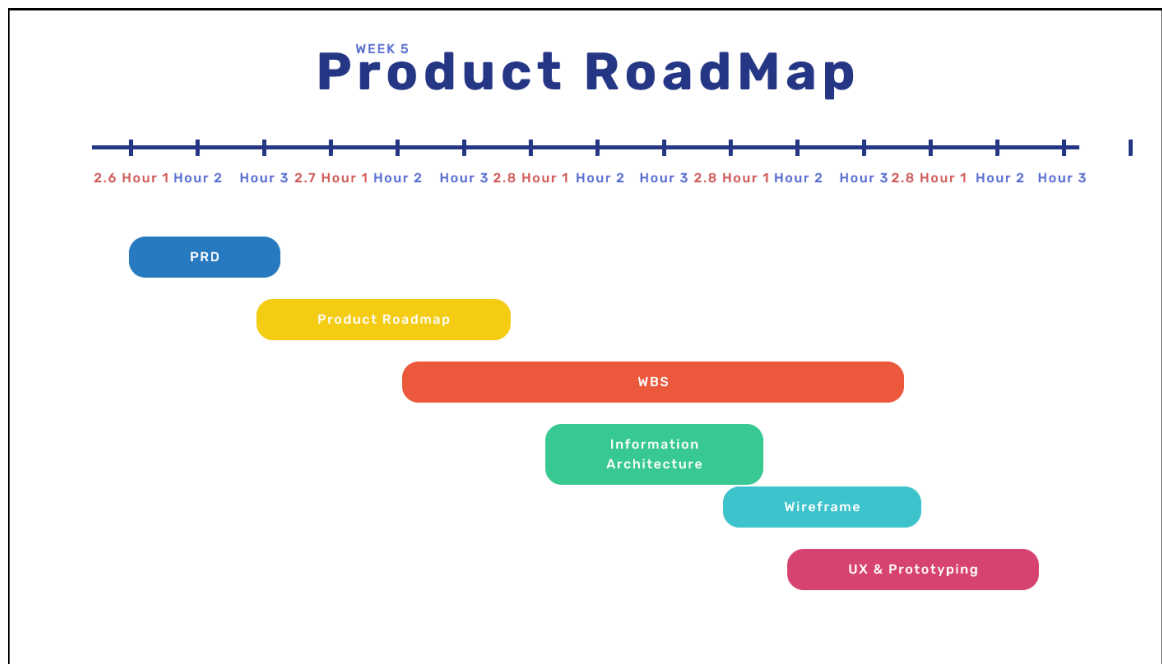 WEEK 5
Product RoadMap
2.6 Hour 1 Hour 2 Hour 3 2.7 Hour 1 Hour 2 Hour 3 2.8 Hour 1 Hour 2 Hour 3 2.8 Hour 1 Hour 2 Hour 3 2.8 Hour 1 Hour 2 Hour 3
PRD
Product Roadmap
WBS
Information
Architecture
Wireframe
UX & Prototyping